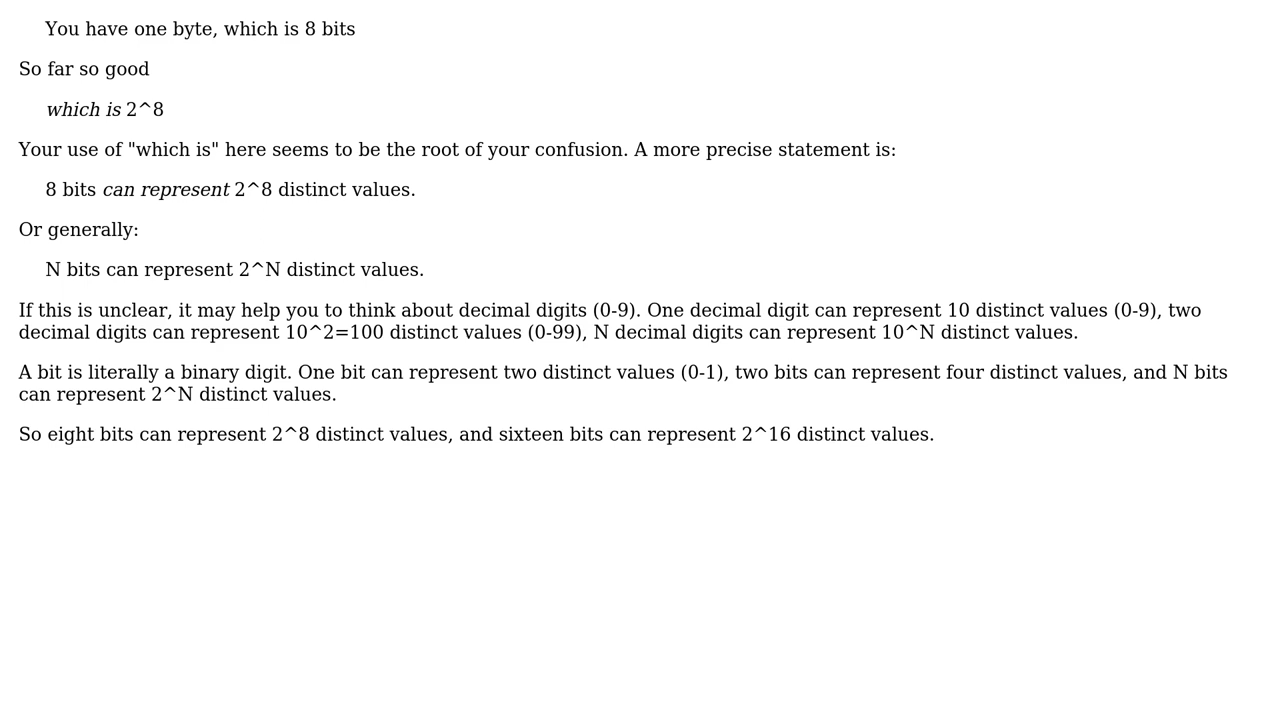 You have one byte, which is 8 bits
So far so good
which is 2^8
Your use of "which is" here seems to be the root of your confusion. A more precise statement is:
8 bits can represent 2^8 distinct values.
Or generally:
N bits can represent 2^N distinct values.
If this is unclear, it may help you to think about decimal digits (0-9). One decimal digit can represent 10 distinct values (0-9), two
decimal digits can represent 10^2=100 distinct values (0-99), N decimal digits can represent 10^N distinct values.
A bit is literally a binary digit. One bit can represent two distinct values (0-1), two bits can represent four distinct values, and N bits
can represent 2^N distinct values.
So eight bits can represent 2^8 distinct values, and sixteen bits can represent 2^16 distinct values.